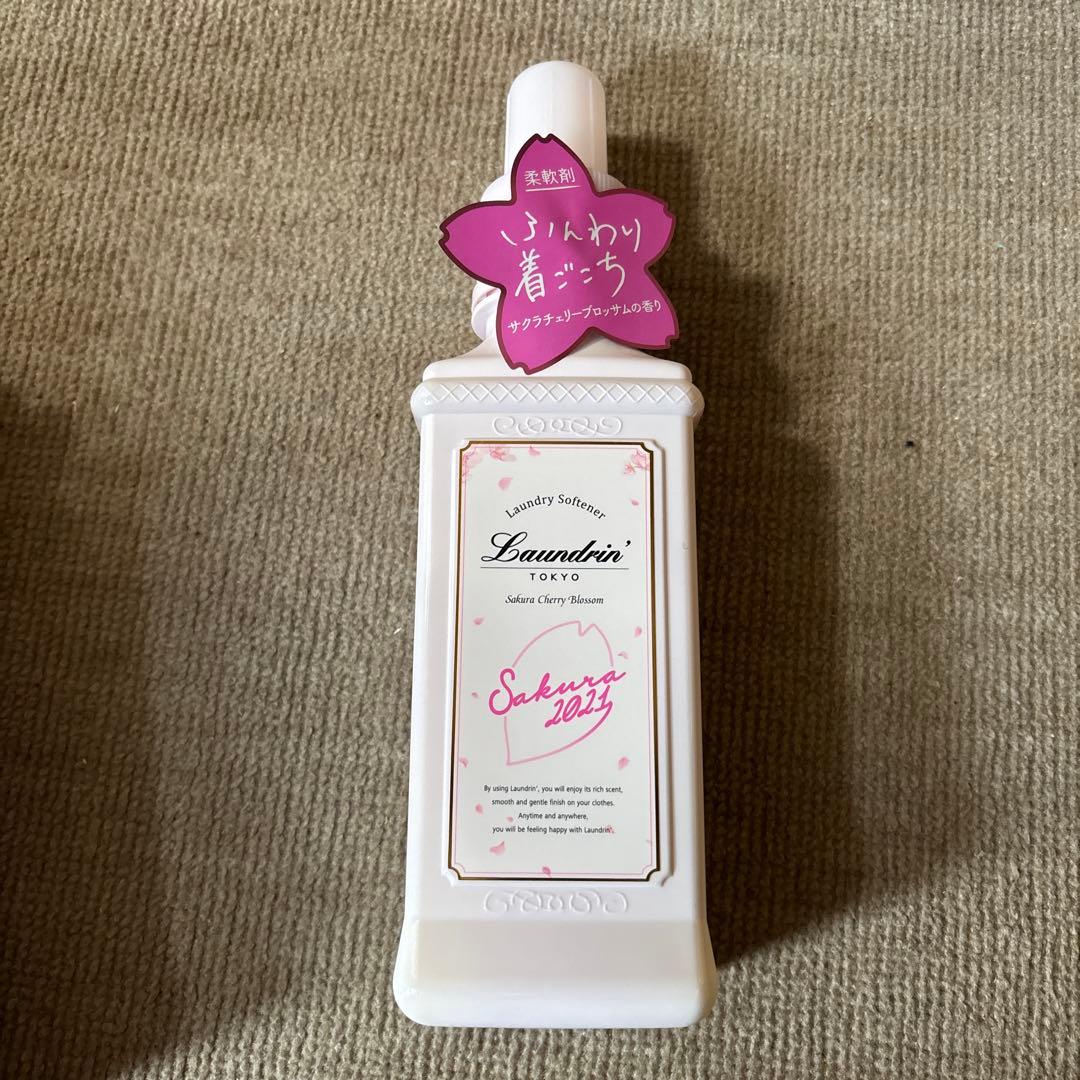 柔軟剤
ふんわり
着ごこち
サクラチェリーブロッサムの香り
Laundry Softener
Laundrin'
TOKYO
Sakura Cherry Blossom
Sakura
2021
By using Laundrin', you will enjoy its rich scent,
smooth and gentle finish on your clothes.
Anytime and anywhere,
you will be feeling happy with Laundrin'.